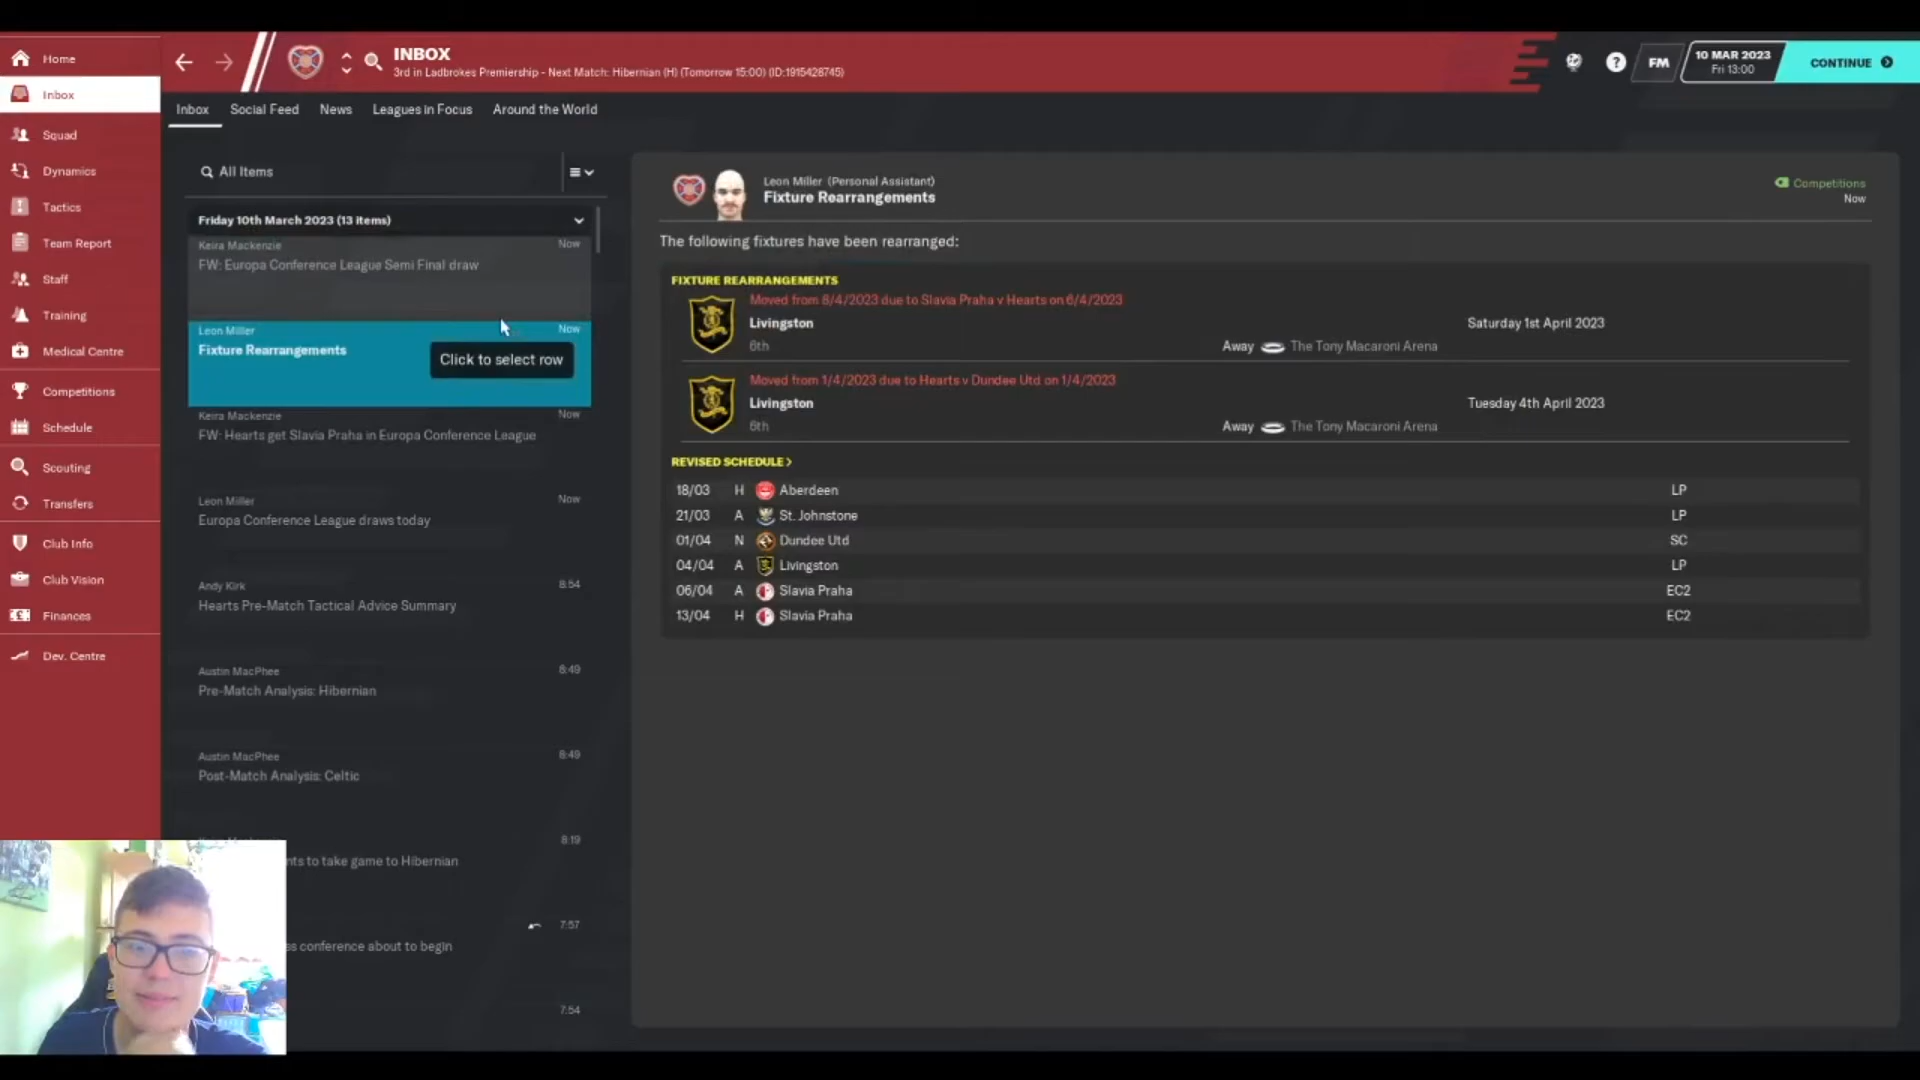 Home
Inbox
Squad
Dynamics
Tactics
Team Report
Staff
Training
Medical Centre
Competitions
Schedule
Scouting
Transfers
Club Info
Club Vision
Finances
Dev. Centre
INBOX
3rd in Ladbrokes Premiership - Next Match: Hibernian (H) (Tomorrow 15:00) (ID:1915428745)
FM
10 MAR 2023
Fri 13:00
CONTINUE
Inbox Social Feed News Leagues in Focus Around the World
All Items
Friday 10th March 2023 (13 items)
Keira Mackenzie Now
FW: Europa Conference League Semi Final draw
Leon Miller Now
Fixture Rearrangements
Click to select row
Keira Mackenzie Now
FW: Hearts get Slavia Praha in Europa Conference League
Leon Miller Now
Europa Conference League draws today
Andy Kirk 8:54
Hearts Pre-Match Tactical Advice Summary
Austin MacPhee 8:49
Pre-Match Analysis: Hibernian
Austin MacPhee 8:49
Post-Match Analysis: Celtic
8:19
nts to take game to Hibernian
7:57
ss conference about to begin
7:54
Leon Miller (Personal Assistant)
Fixture Rearrangements
Competitions
Now
The following fixtures have been rearranged:
FIXTURE REARRANGEMENTS
Moved from 8/4/2023 due to Slavia Praha v Hearts on 6/4/2023
Livingston Saturday 1st April 2023
6th Away The Tony Macaroni Arena
Moved from 1/4/2023 due to Hearts v Dundee Utd on 1/4/2023
Livingston Tuesday 4th April 2023
6th Away The Tony Macaroni Arena
REVISED SCHEDULE >
18/03 H Aberdeen LP
21/03 A St. Johnstone LP
01/04 N Dundee Utd SC
04/04 A Livingston LP
06/04 A Slavia Praha EC2
13/04 H Slavia Praha EC2